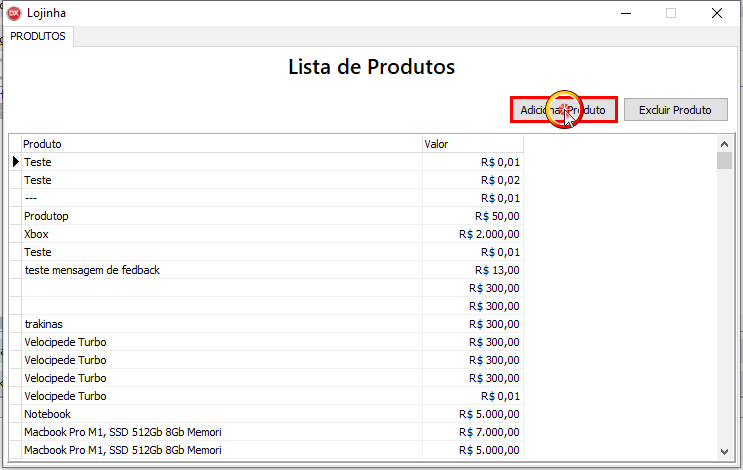 DX Lojinha
PRODUTOS
Lista de Produtos
Adicionar Produto Excluir Produto
Produto Valor
Teste R$ 0,01
Teste R$ 0,02
--- R$ 0,01
Produtop R$ 50,00
Xbox R$ 2.000,00
Teste R$ 0,01
teste mensagem de fedback R$ 13,00
R$ 300,00
R$ 300,00
trakinas R$ 300,00
Velocipede Turbo R$ 300,00
Velocipede Turbo R$ 300,00
Velocipede Turbo R$ 300,00
Velocipede Turbo R$ 0,01
Notebook R$ 5.000,00
Macbook Pro M1, SSD 512Gb 8Gb Memori R$ 7.000,00
Macbook Pro M1, SSD 512Gb 8Gb Memori R$ 5.000,00